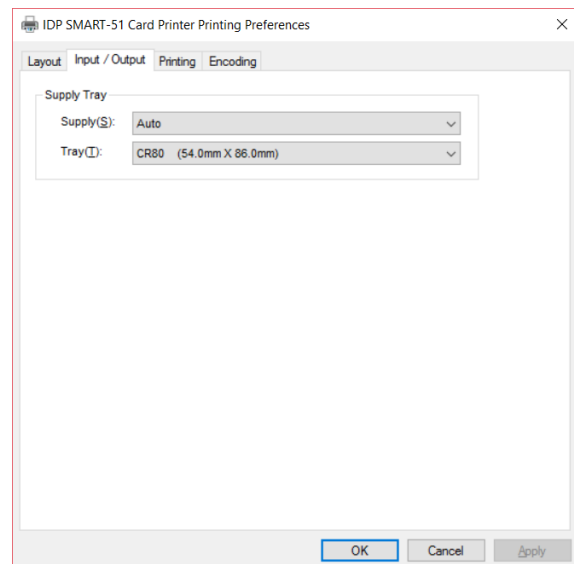 IDP SMART-51 Card Printer Printing Preferences
Layout Input / Output Printing Encoding
Supply Tray
Supply(S): Auto
Tray(T): CR80 (54.0mm X 86.0mm)
OK Cancel Apply